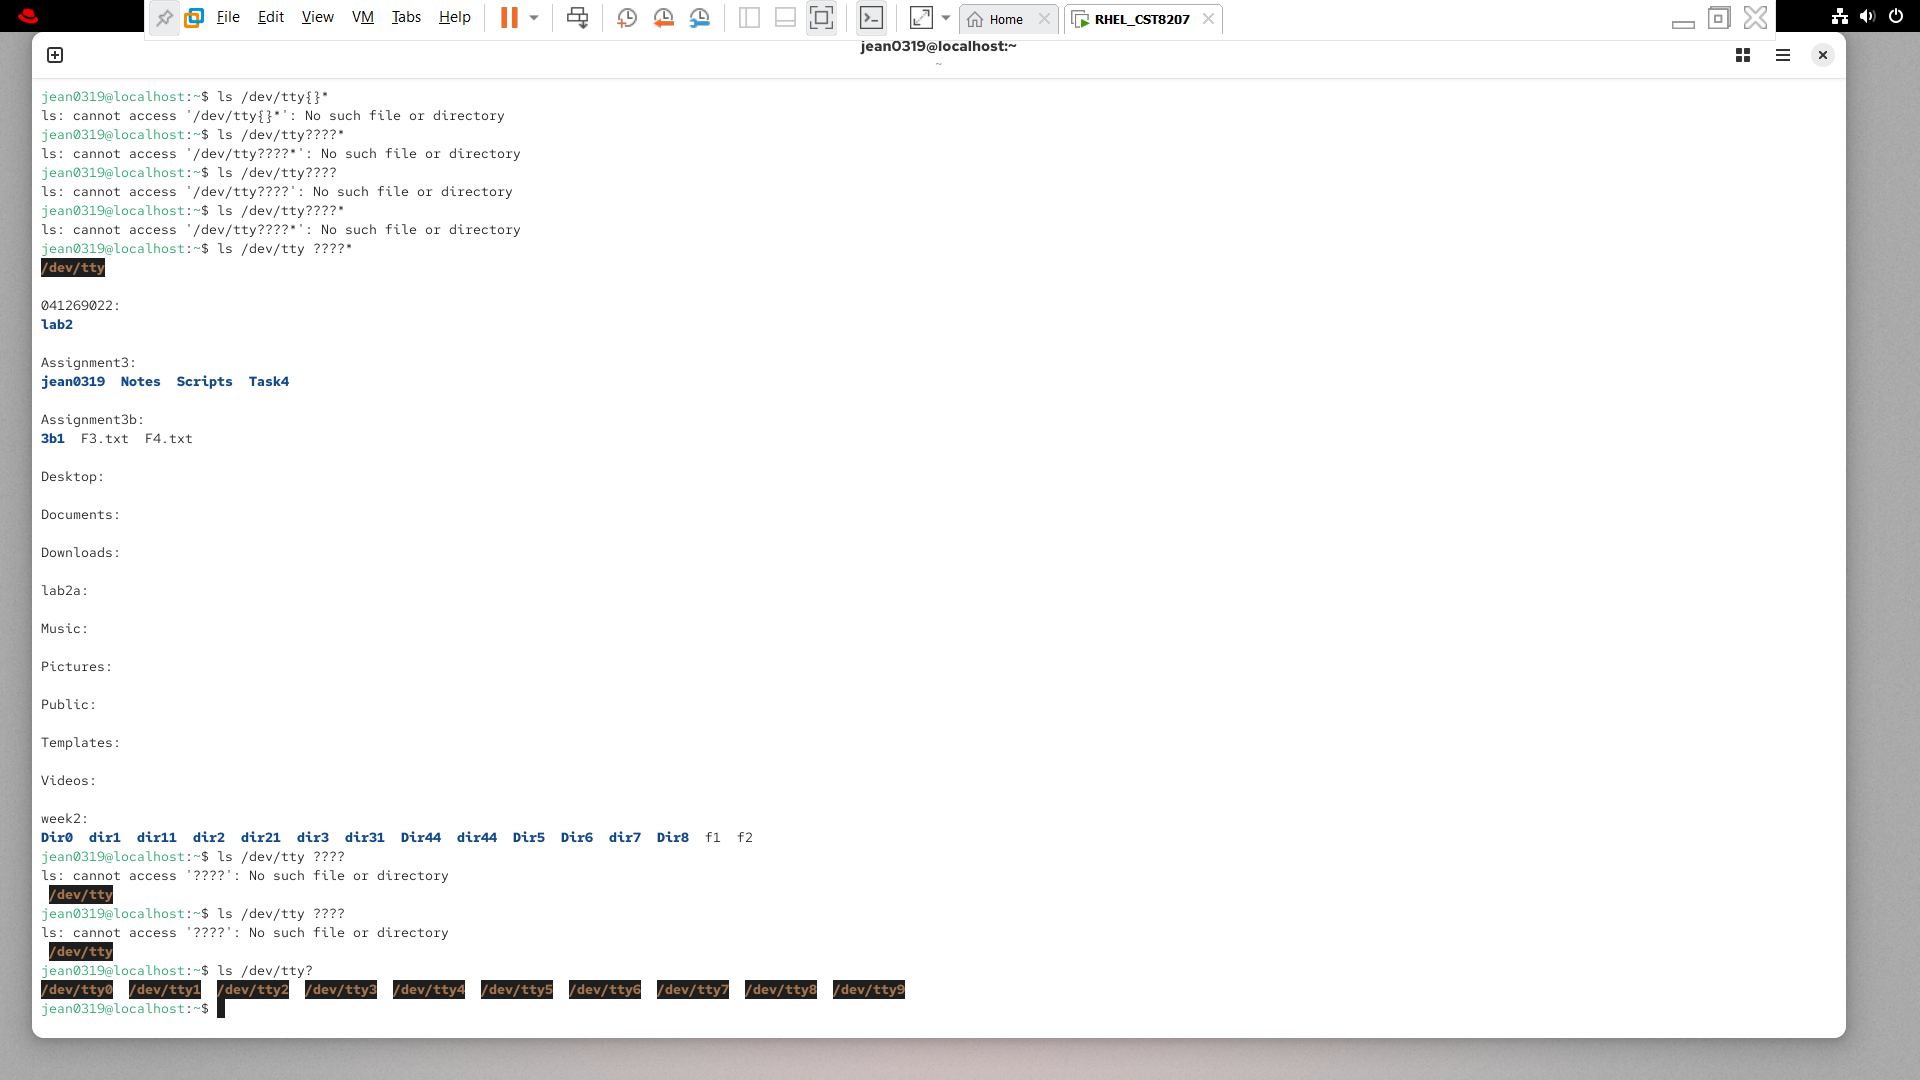 File Edit View VM Tabs Help Home RHEL_CST8207
jean0319@localhost:~
~
jean0319@localhost:~$ ls /dev/tty{}*
ls: cannot access '/dev/tty{}*': No such file or directory
jean0319@localhost:~$ ls /dev/tty????*
ls: cannot access '/dev/tty????*': No such file or directory
jean0319@localhost:~$ ls /dev/tty????
ls: cannot access '/dev/tty????': No such file or directory
jean0319@localhost:~$ ls /dev/tty????*
ls: cannot access '/dev/tty????*': No such file or directory
jean0319@localhost:~$ ls /dev/tty ????*
/dev/tty
041269022:
lab2
Assignment3:
jean0319  Notes  Scripts  Task4
Assignment3b:
3b1  F3.txt  F4.txt
Desktop:
Documents:
Downloads:
lab2a:
Music:
Pictures:
Public:
Templates:
Videos:
week2:
Dir0  dir1  dir11  dir2  dir21  dir3  dir31  Dir44  dir44  Dir5  Dir6  dir7  Dir8  f1  f2
jean0319@localhost:~$ ls /dev/tty ????
ls: cannot access '????': No such file or directory
/dev/tty
jean0319@localhost:~$ ls /dev/tty ????
ls: cannot access '????': No such file or directory
/dev/tty
jean0319@localhost:~$ ls /dev/tty?
/dev/tty0  /dev/tty1  /dev/tty2  /dev/tty3  /dev/tty4  /dev/tty5  /dev/tty6  /dev/tty7  /dev/tty8  /dev/tty9
jean0319@localhost:~$